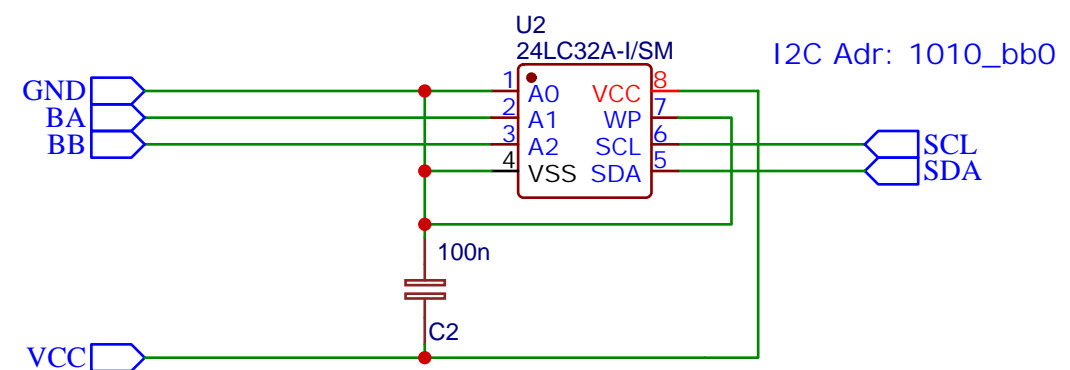 U2
24LC32A-I/SM
I2C Adr: 1010_bb0
GND
1
A0
VCC
8
BA
2
A1
WP
7
BB
3
A2
SCL
6
SCL
4
VSS
SDA
5
SDA
100n
C2
VCC